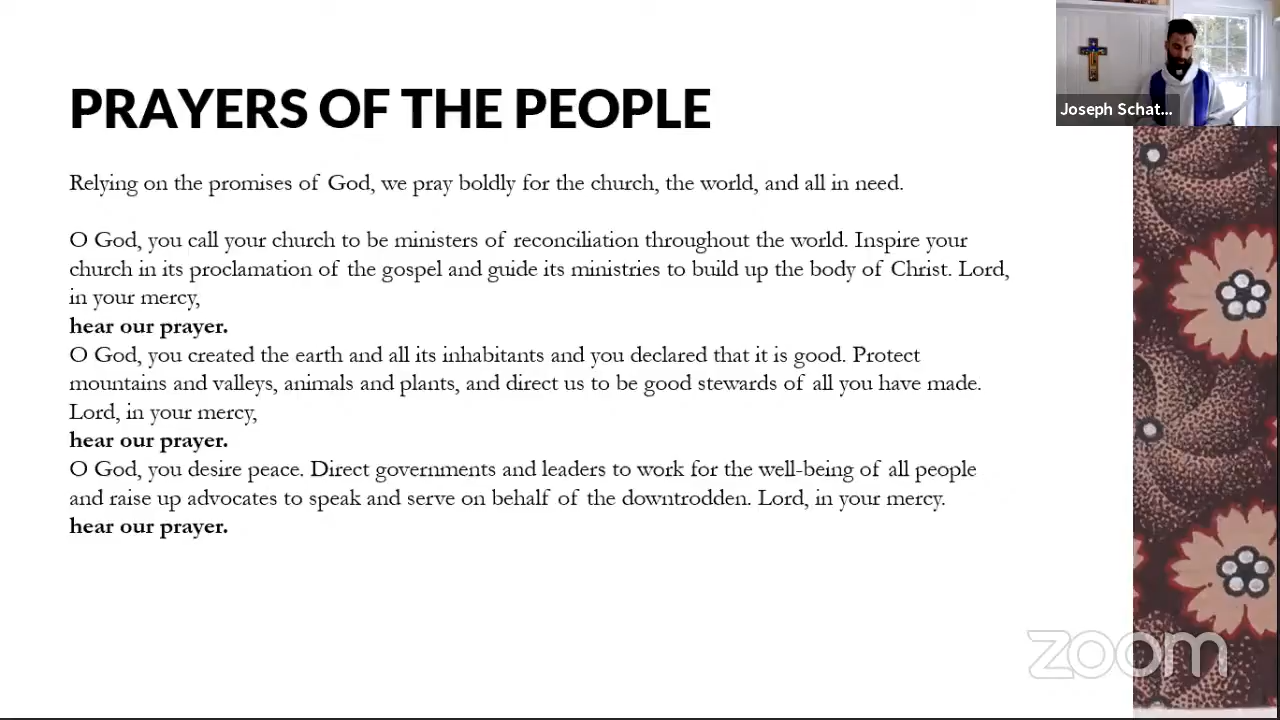 PRAYERS OF THE PEOPLE
Joseph Schat...
Relying on the promises of God, we pray boldly for the church, the world, and all in need.
O God, you call your church to be ministers of reconciliation throughout the world. Inspire your
church in its proclamation of the gospel and guide its ministries to build up the body of Christ. Lord,
in your mercy,
hear our prayer.
O God, you created the earth and all its inhabitants and you declared that it is good. Protect
mountains and valleys, animals and plants, and direct us to be good stewards of all you have made.
Lord, in your mercy,
hear our prayer.
O God, you desire peace. Direct governments and leaders to work for the well-being of all people
and raise up advocates to speak and serve on behalf of the downtrodden. Lord, in your mercy.
hear our prayer.
zoom